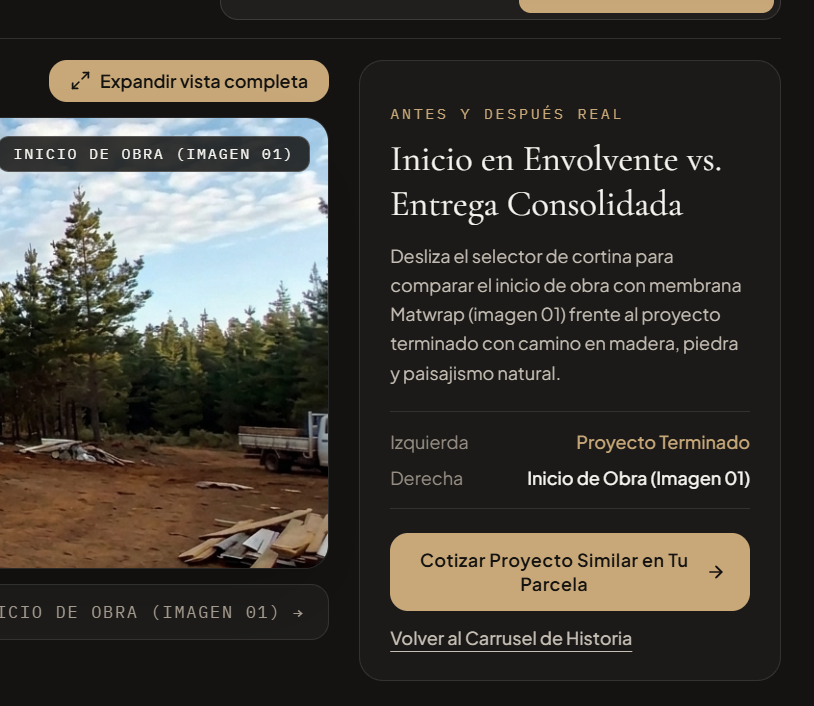 Expandir vista completa
INICIO DE OBRA (IMAGEN 01)
ICIO DE OBRA (IMAGEN 01) →
ANTES Y DESPUÉS REAL
Inicio en Envolvente vs.
Entrega Consolidada
Desliza el selector de cortina para
comparar el inicio de obra con membrana
Matwrap (imagen 01) frente al proyecto
terminado con camino en madera, piedra
y paisajismo natural.
Izquierda Proyecto Terminado
Derecha Inicio de Obra (Imagen 01)
Cotizar Proyecto Similar en Tu
Parcela →
Volver al Carrusel de Historia